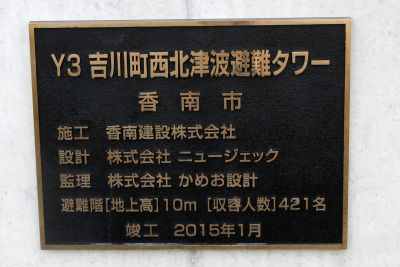 Y3 吉川町西北津波避難タワー
香南市
施工 香南建設株式会社
設計 株式会社 ニュージェック
監理 株式会社 かめお設計
避難階[地上高]10m [収容人数]421名
竣工 2015年1月